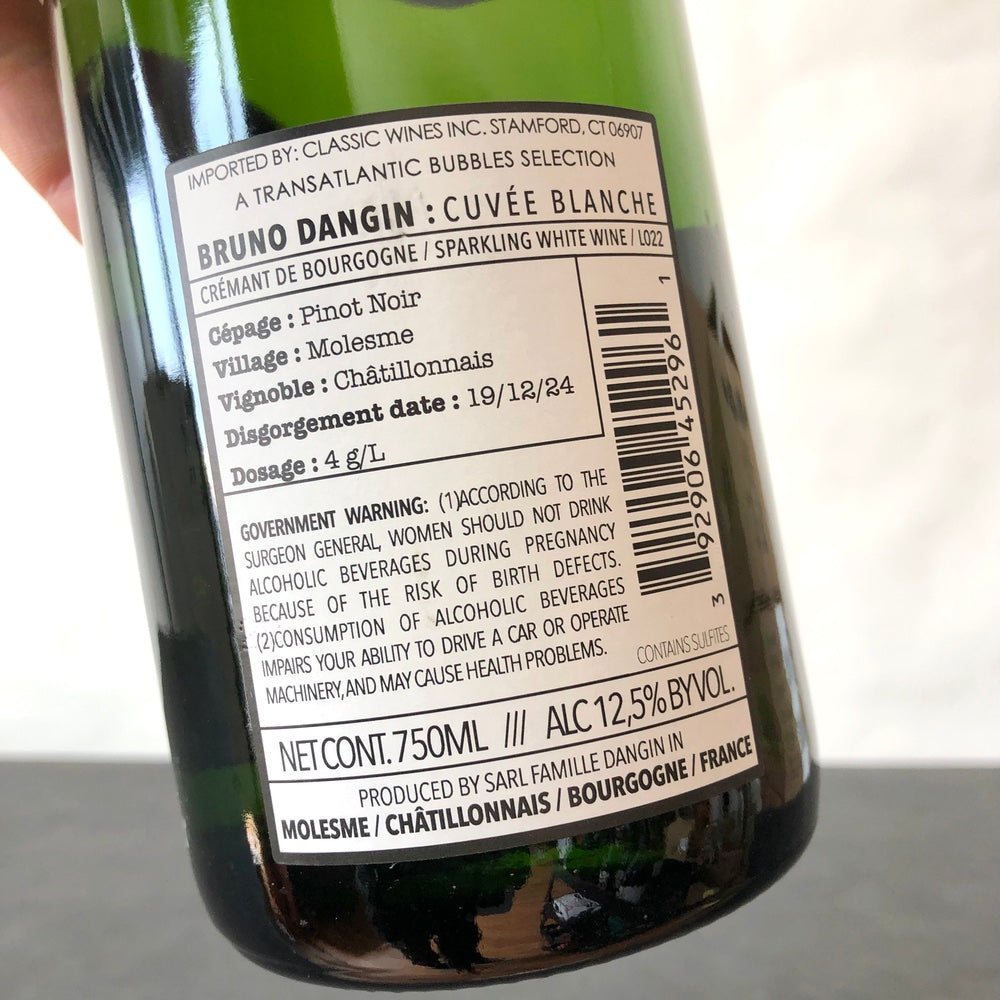 IMPORTED BY: CLASSIC WINES INC. STAMFORD, CT 06907
A TRANSATLANTIC BUBBLES SELECTION
BRUNO DANGIN : CUVÉE BLANCHE
CRÉMANT DE BOURGOGNE / SPARKLING WHITE WINE / L022
Cépage : Pinot Noir
Village : Molesme
Vignoble : Châtillonnais
Disgorgement date : 19/12/24
Dosage : 4 g/L
3 92906 45296 1
GOVERNMENT WARNING: (1)ACCORDING TO THE
SURGEON GENERAL, WOMEN SHOULD NOT DRINK
ALCOHOLIC BEVERAGES DURING PREGNANCY
BECAUSE OF THE RISK OF BIRTH DEFECTS.
(2)CONSUMPTION OF ALCOHOLIC BEVERAGES
IMPAIRS YOUR ABILITY TO DRIVE A CAR OR OPERATE
MACHINERY,AND MAY CAUSE HEALTH PROBLEMS.
CONTAINS SULFITES
NET CONT. 750ML /// ALC 12,5% BY VOL.
PRODUCED BY SARL FAMILLE DANGIN IN
MOLESME / CHÂTILLONNAIS / BOURGOGNE / FRANCE